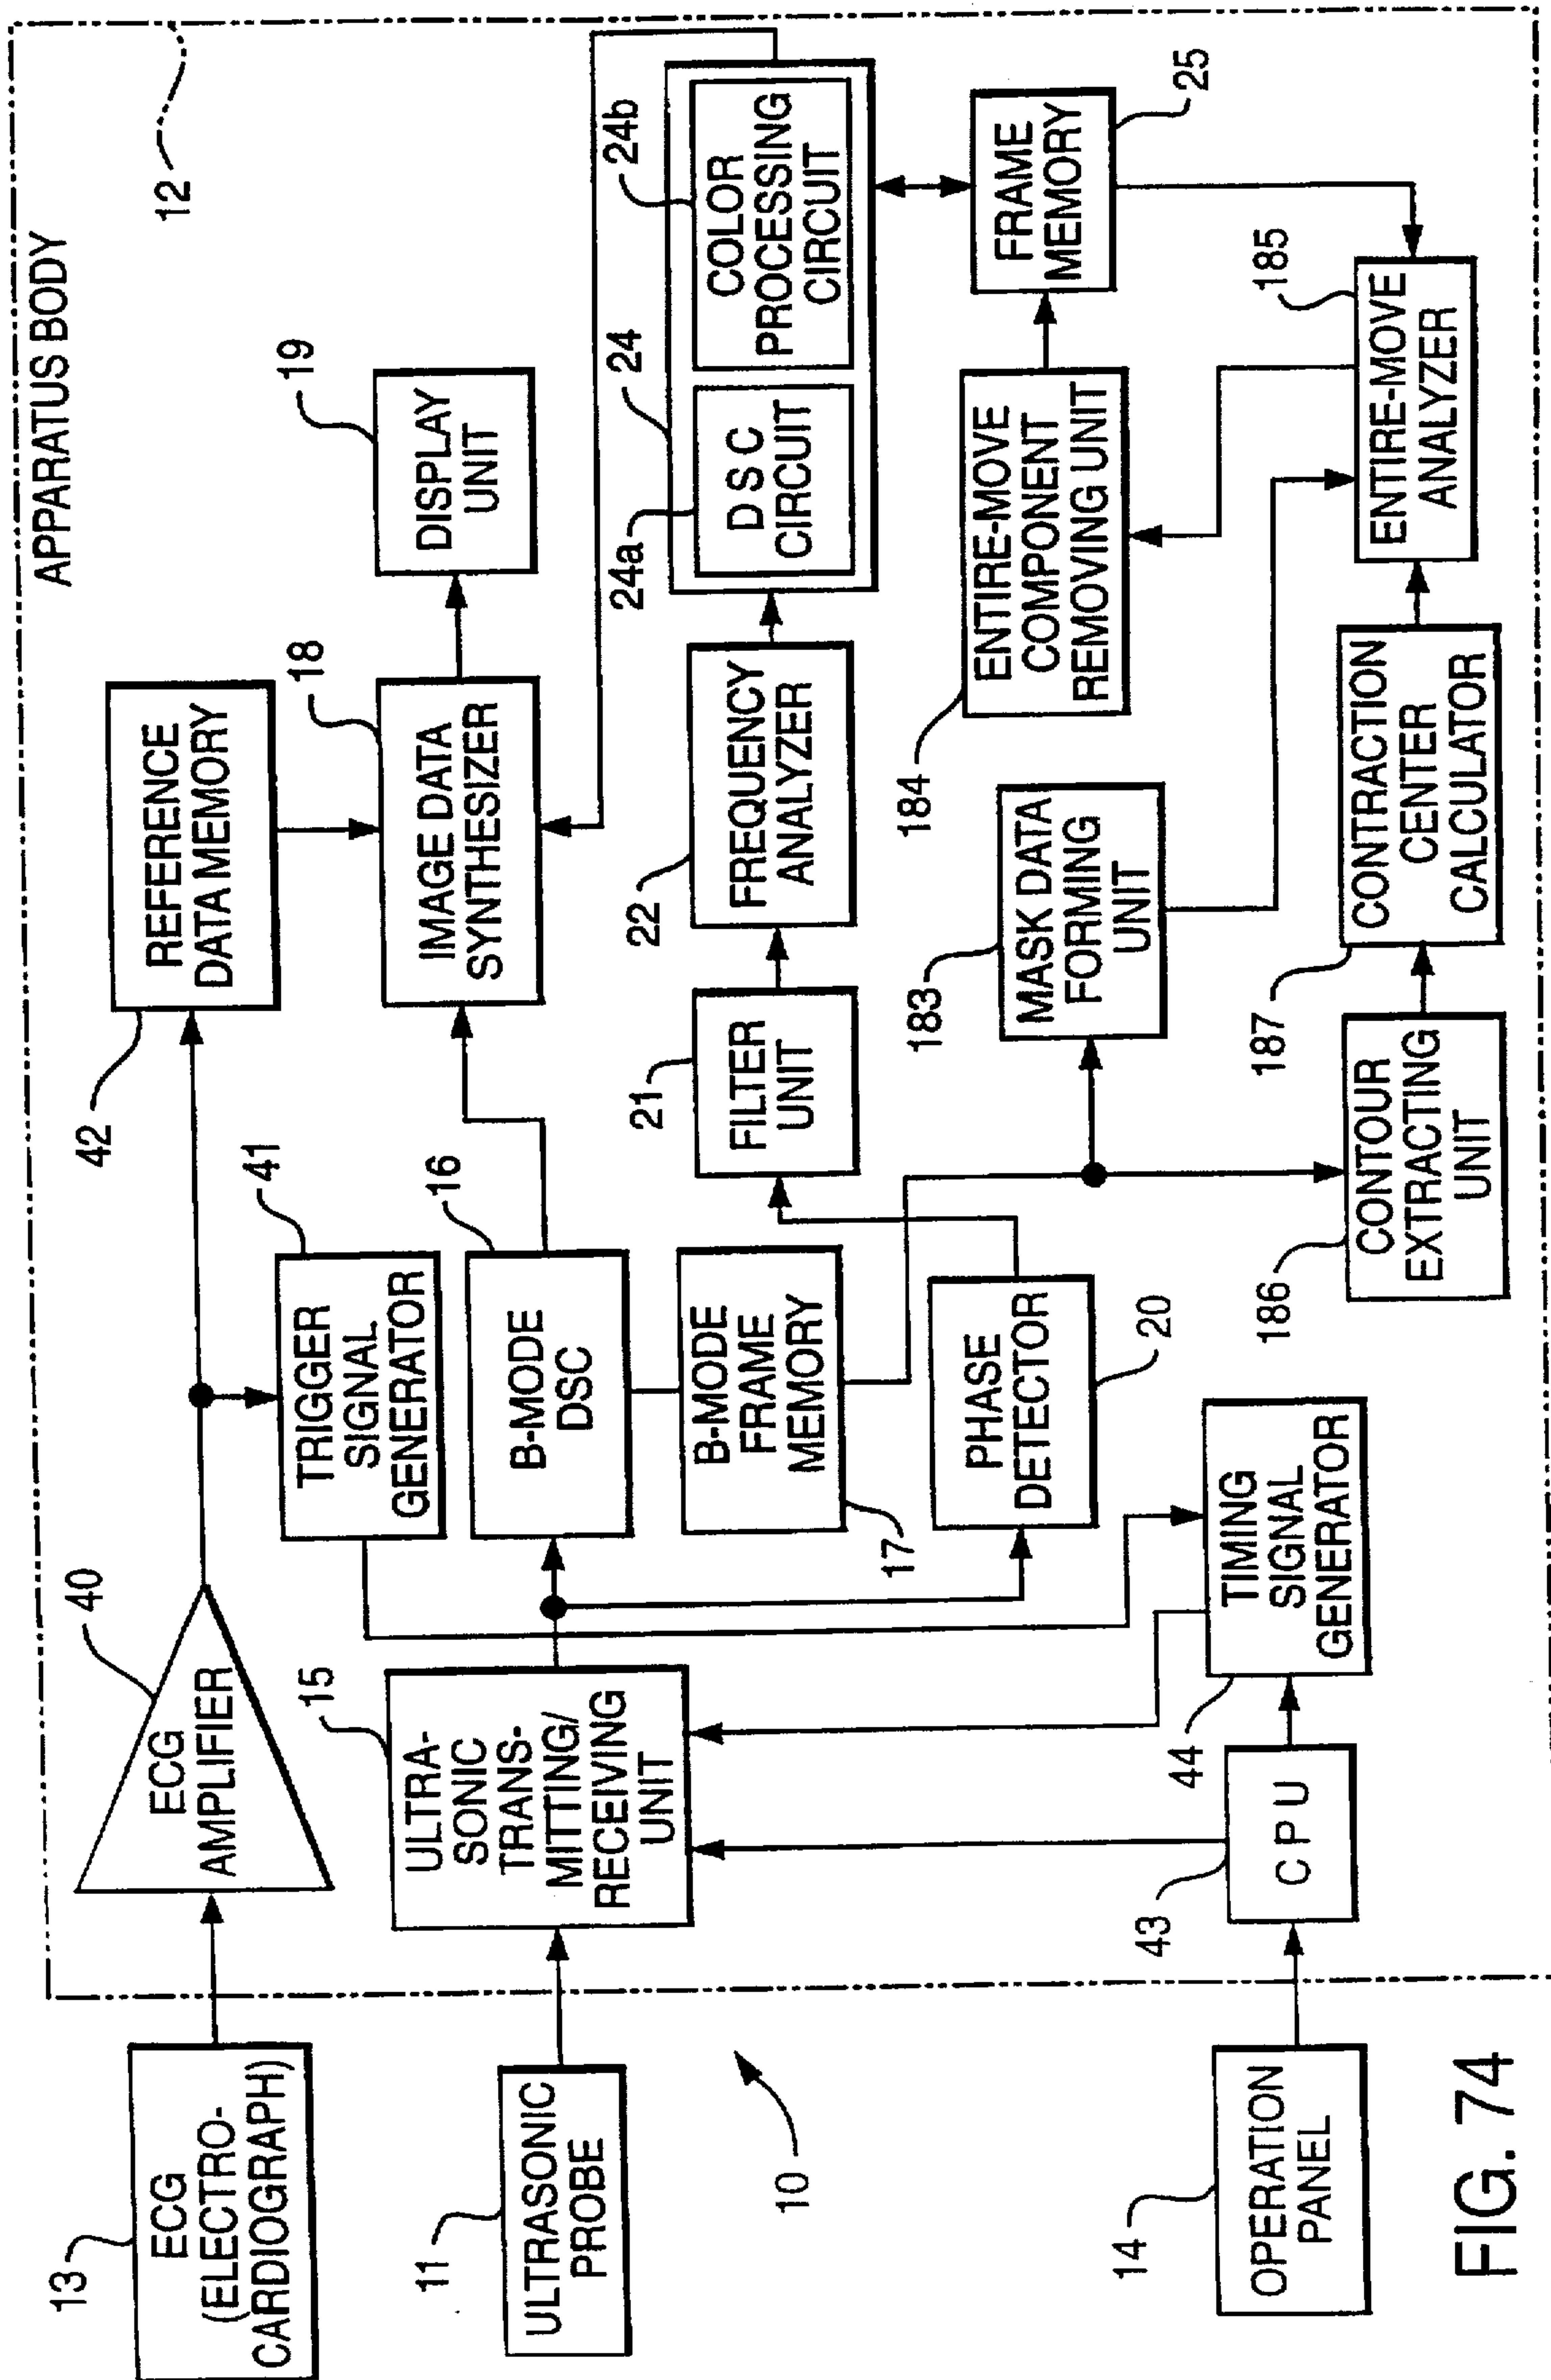 APPARATUS BODY
12
13
ECG
(ELECTRO-
CARDIOGRAPH)
40
ECG
AMPLIFIER
42
REFERENCE
DATA MEMORY
41
TRIGGER
SIGNAL
GENERATOR
18
IMAGE DATA
SYNTHESIZER
19
DISPLAY
UNIT
11
ULTRASONIC
PROBE
15
ULTRA-
SONIC
TRANS-
MITTING/
RECEIVING
UNIT
16
B-MODE
DSC
17
B-MODE
FRAME
MEMORY
20
PHASE
DETECTOR
21
FILTER
UNIT
22
FREQUENCY
ANALYZER
24
24a
DSC
CIRCUIT
24b
COLOR
PROCESSING
CIRCUIT
25
FRAME
MEMORY
184
ENTIRE-MOVE
COMPONENT
REMOVING UNIT
183
MASK DATA
FORMING
UNIT
185
ENTIRE-MOVE
ANALYZER
187
CONTRACTION
CENTER
CALCULATOR
186
CONTOUR
EXTRACTING
UNIT
10
14
OPERATION
PANEL
43
CPU
44
TIMING
SIGNAL
GENERATOR
FIG. 74